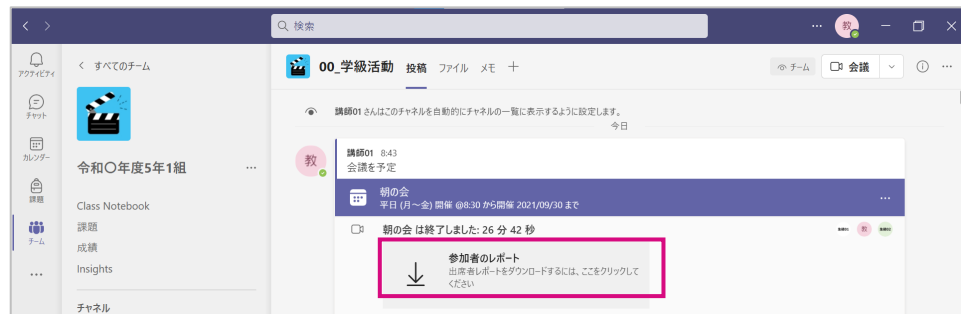 検索
教
アクティビティ
チャット
カレンダー
課題
チーム
すべてのチーム
令和〇年度5年1組
Class Notebook
課題
成績
Insights
チャネル
00_学級活動 投稿 ファイル メモ
チーム
会議
講師01 さんはこのチャネルを自動的にチャネルの一覧に表示するように設定します。
今日
教
講師01 8:43
会議を予定
朝の会
平日 (月～金) 開催 @8:30 から開催 2021/09/30 まで
朝の会 は終了しました: 26 分 42 秒
教
参加者のレポート
出席者レポートをダウンロードするには、ここをクリックして
ください